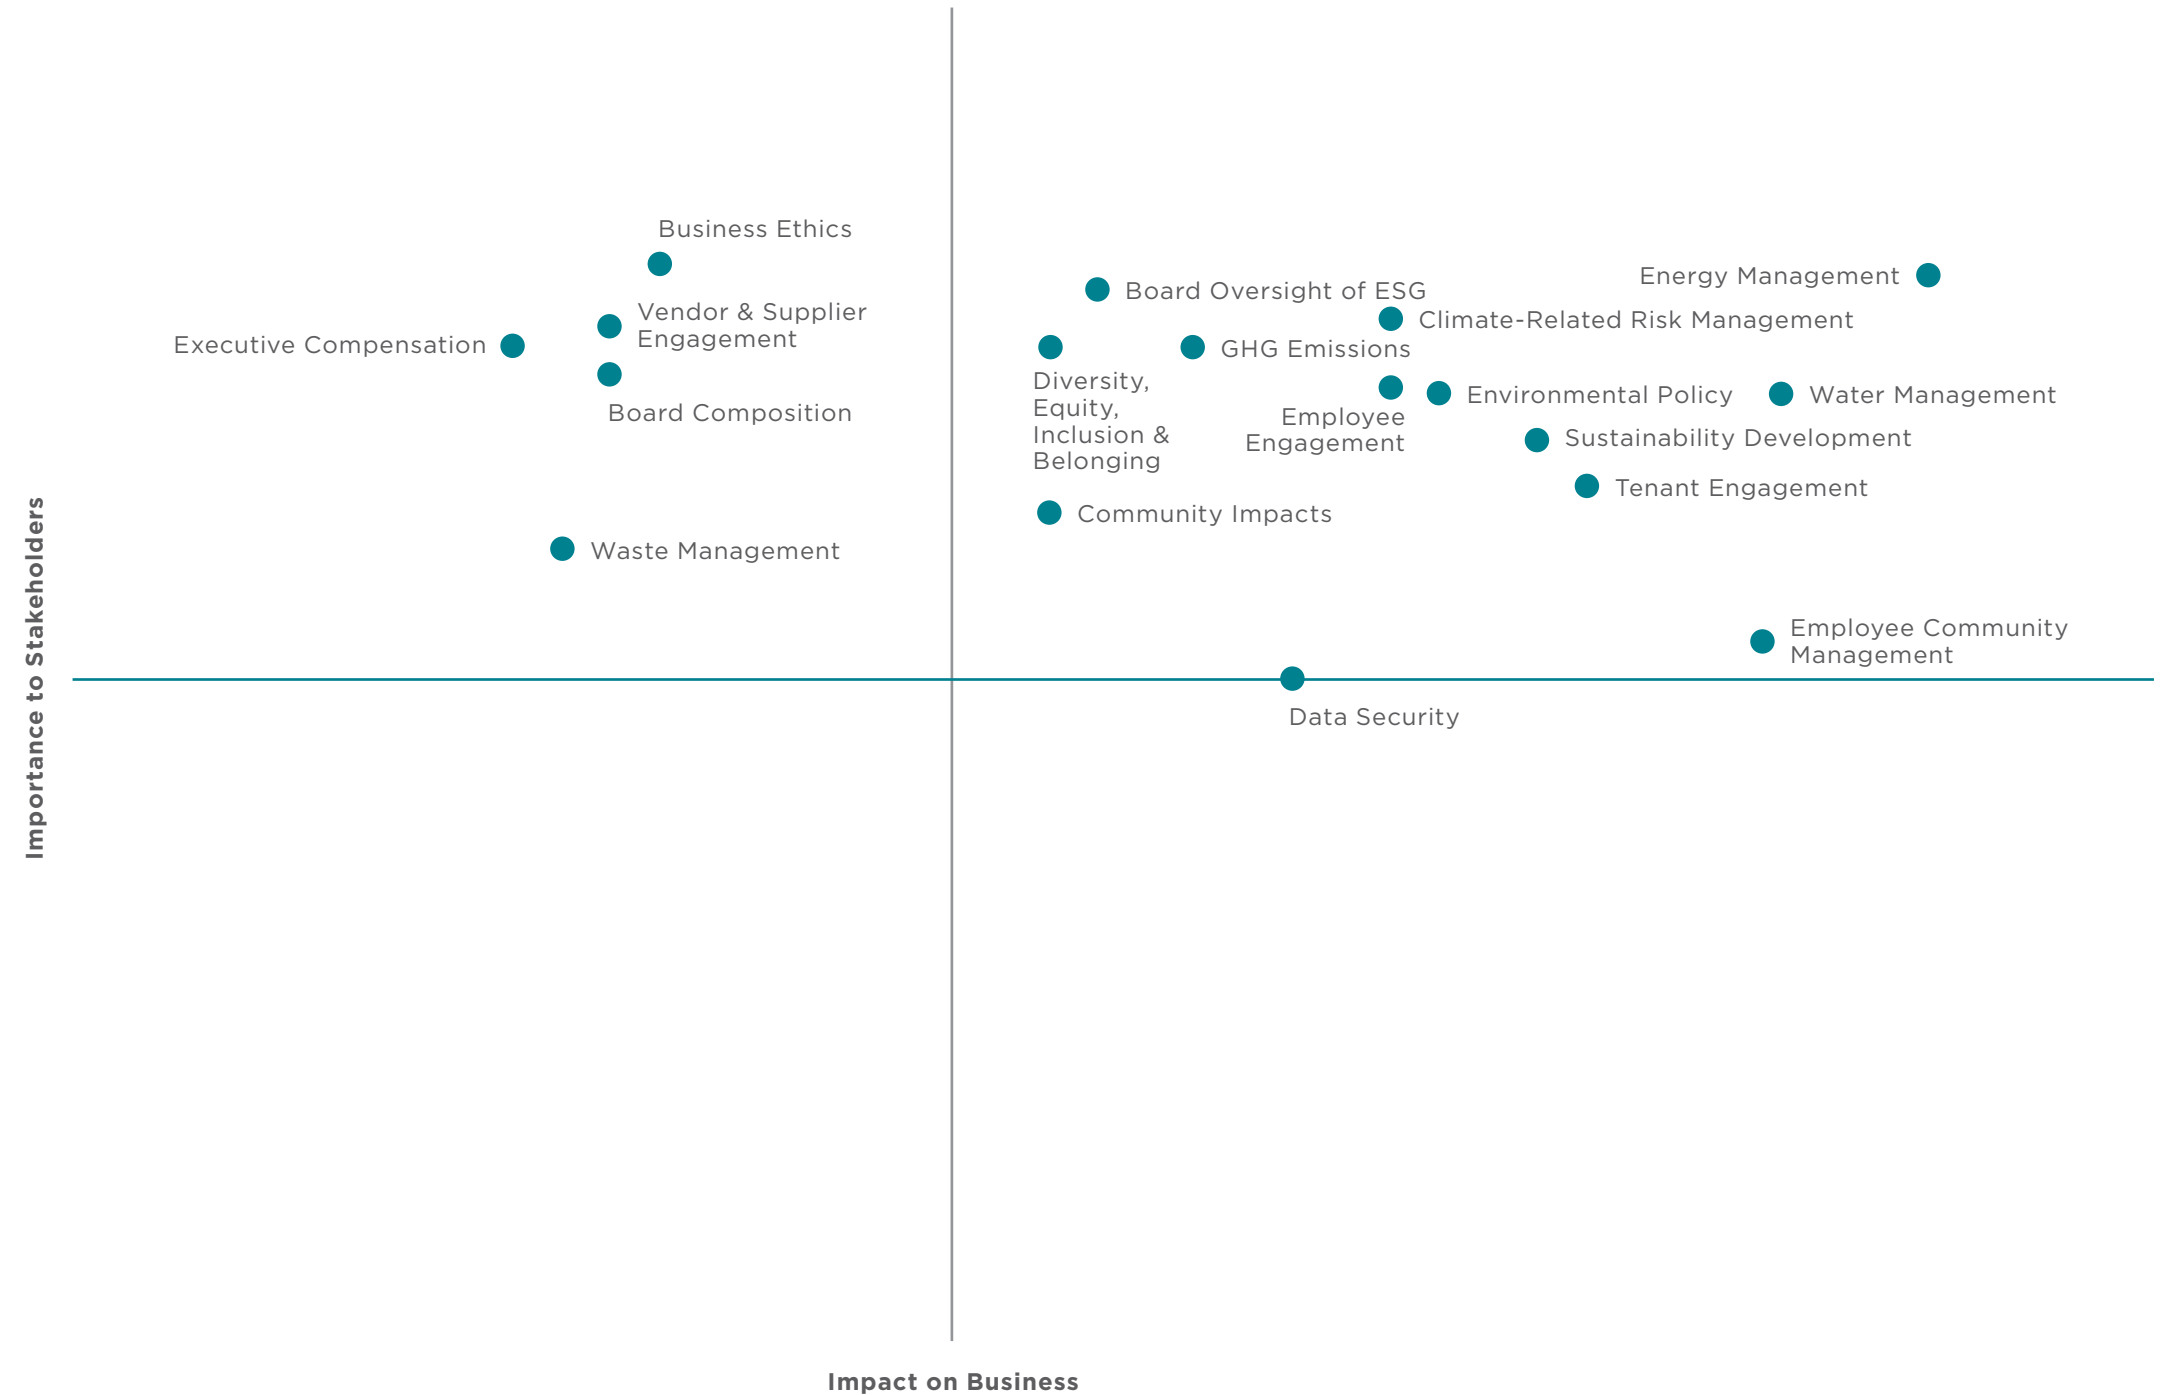 Business Ethics
Energy Management
Board Oversight of ESG
Vendor & Supplier
Engagement
Climate-Related Risk Management
Executive Compensation
GHG Emissions
Diversity,
Equity,
Inclusion &
Belonging
Environmental Policy
Water Management
Board Composition
Employee
Engagement
Sustainability Development
Tenant Engagement
Community Impacts
Waste Management
Employee Community
Management
Data Security
Importance to Stakeholders
Impact on Business